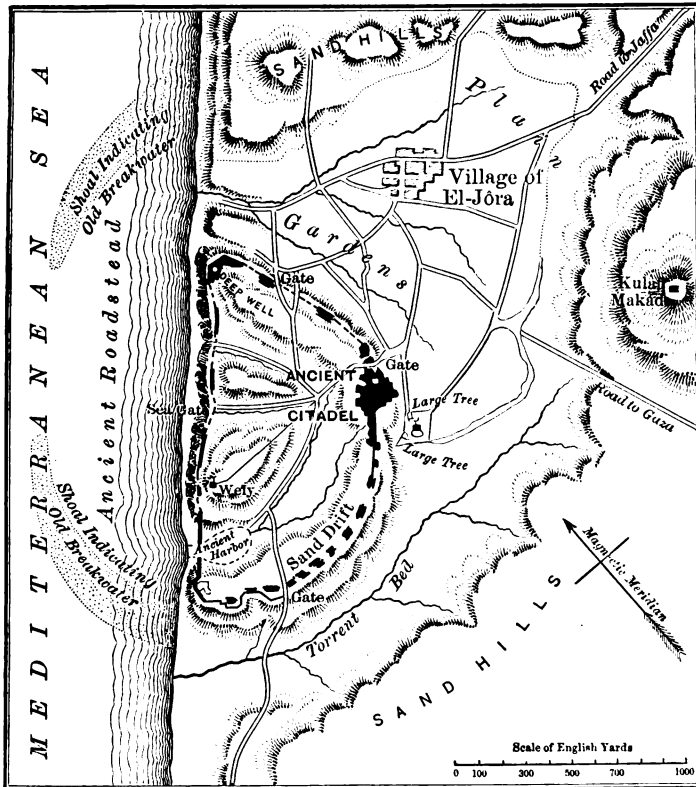 MEDITERRANEAN SEA
SAND HILLS
Plain
Road to Jaffa
Shoal Indicating
Old Breakwater
Village of
El-Jôra
Gardens
Ancient Roadstead
Gate
DEEP WELL
Kulah
Makád
ANCIENT
CITADEL
Gate
Large Tree
Sea Gate
Road to Gaza
Large Tree
Wely
Shoal Indicating
Old Breakwater
Ancient
Harbor
Sand Drift
Gate
Torrent Bed
Magnetic Meridian
SAND HILLS
Scale of English Yards
0 100 300 500 700 1000